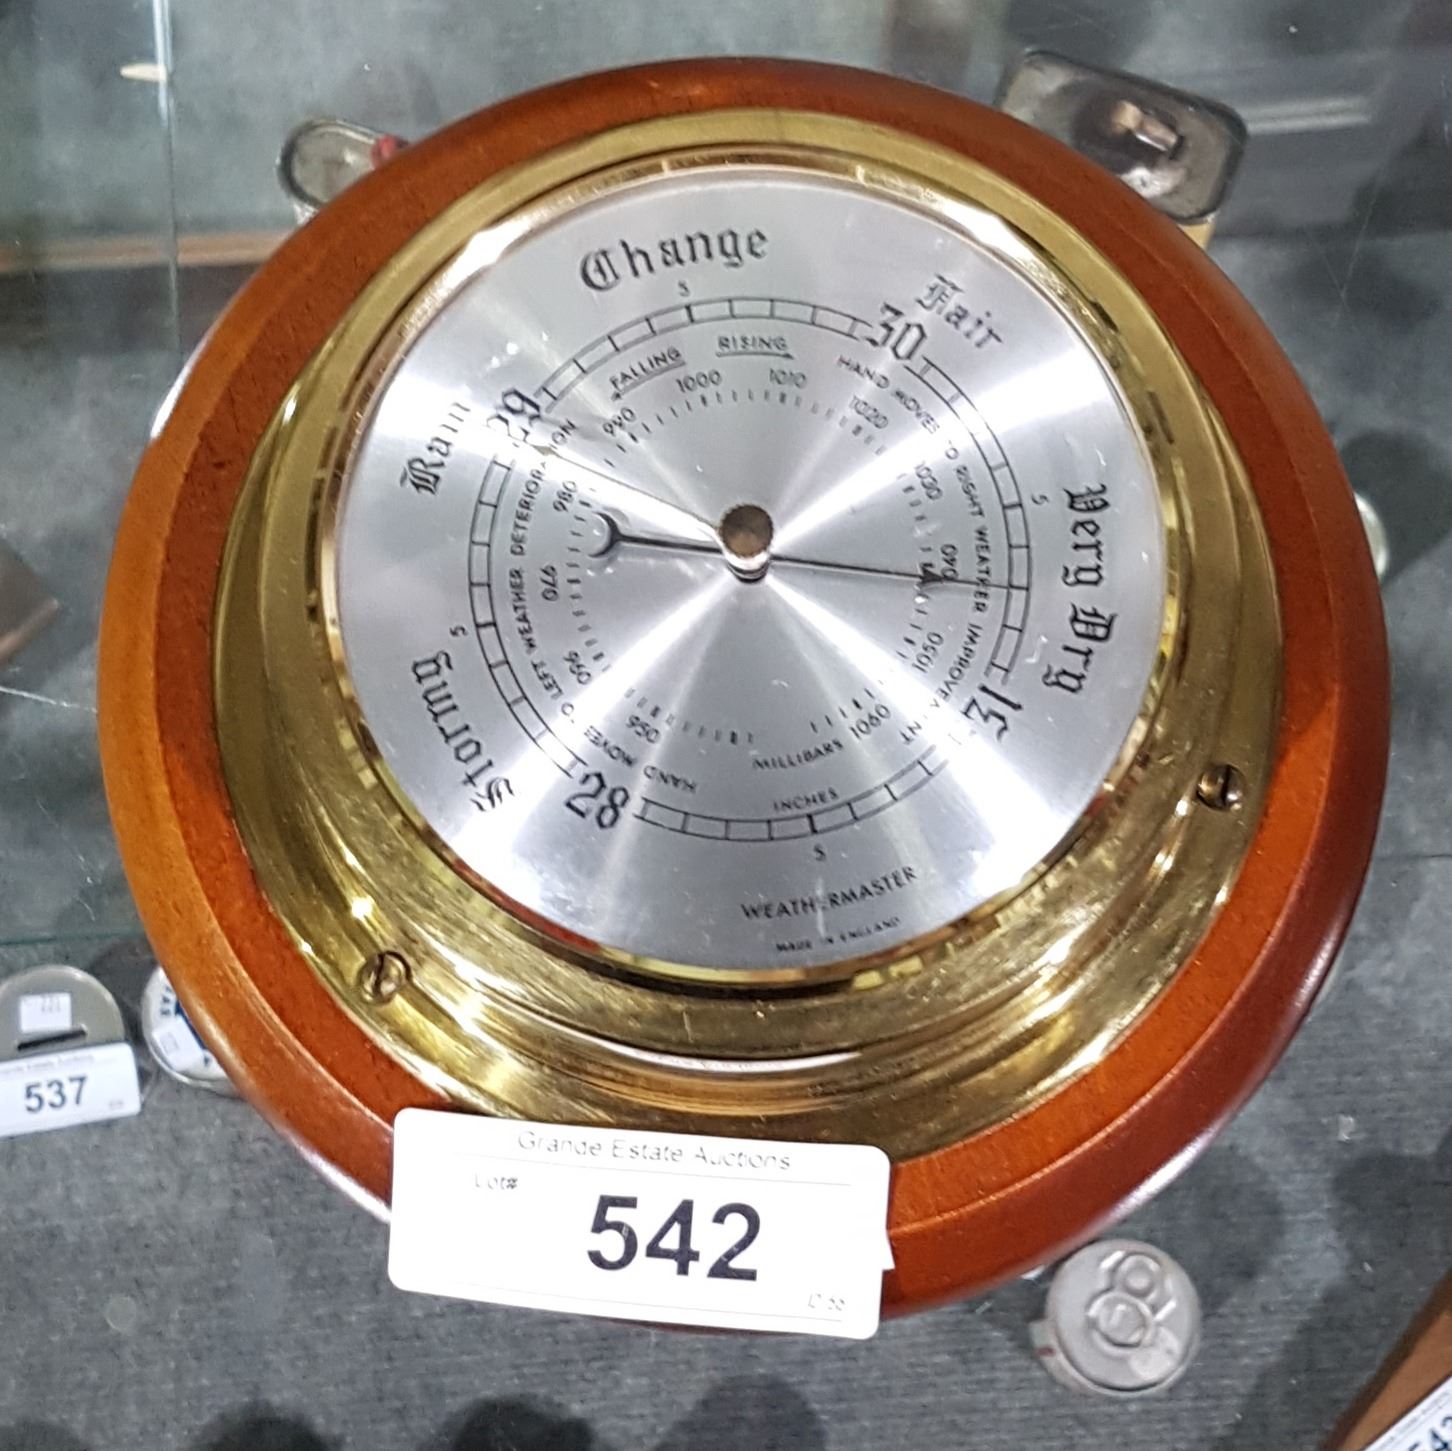 Change
Fair
Rain
Very Dry
Stormy
28
29
30
31
5
5
5
5
FALLING
RISING
HAND MOVES TO LEFT WEATHER DETERIORATION
HAND MOVES TO RIGHT WEATHER IMPROVEMENT
950
960
970
980
990
1000
1010
1020
1030
1040
1050
1060
MILLIBARS
INCHES
WEATHERMASTER
MADE IN ENGLAND
Grande Estate Auctions
Lot#
542
537